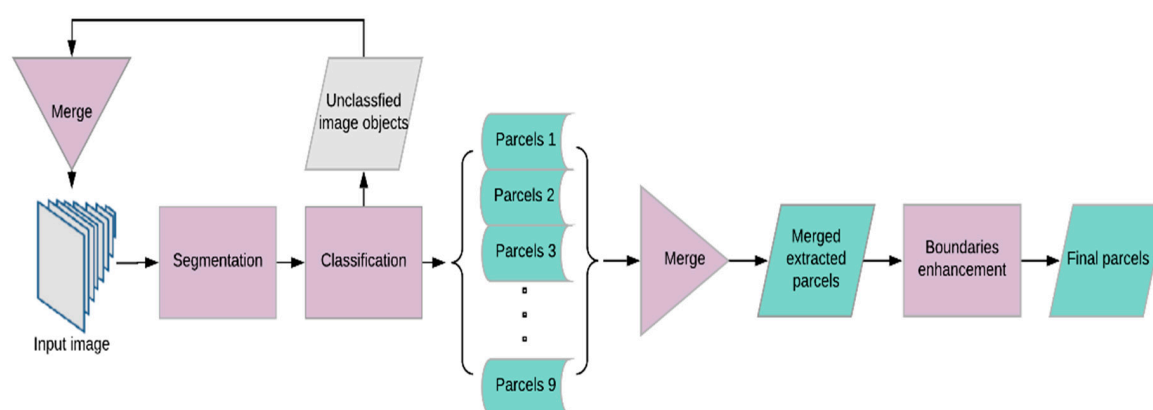 Merge
Unclassfied
image objects
Input image
Segmentation
Classification
Parcels 1
Parcels 2
Parcels 3
Parcels 9
Merge
Merged
extracted
parcels
Boundaries
enhancement
Final parcels